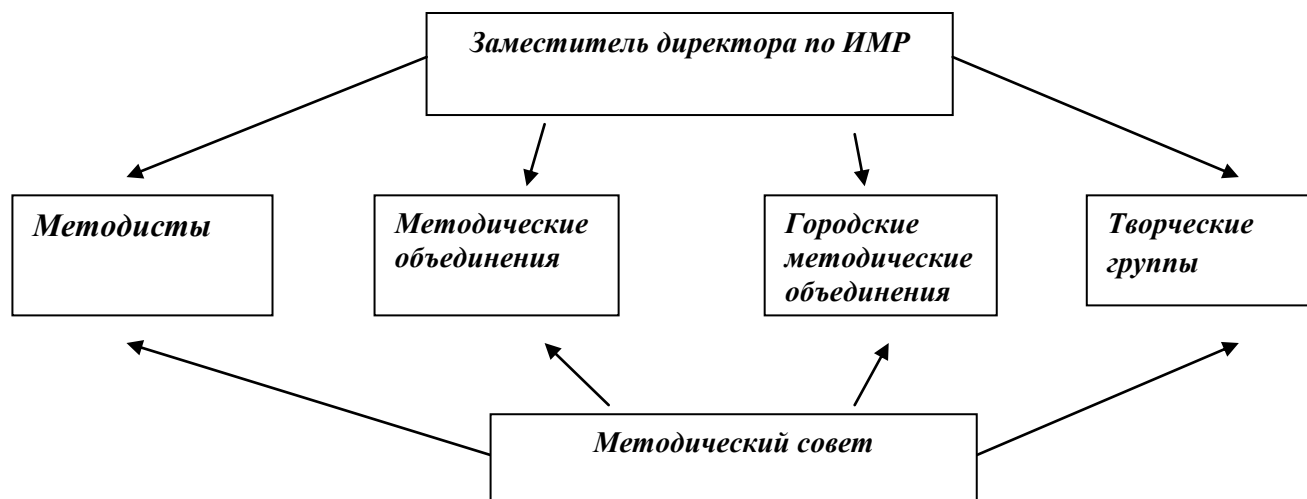 Заместитель директора по ИМР
Методисты
Методические
объединения
Городские
методические
объединения
Творческие
группы
Методический совет